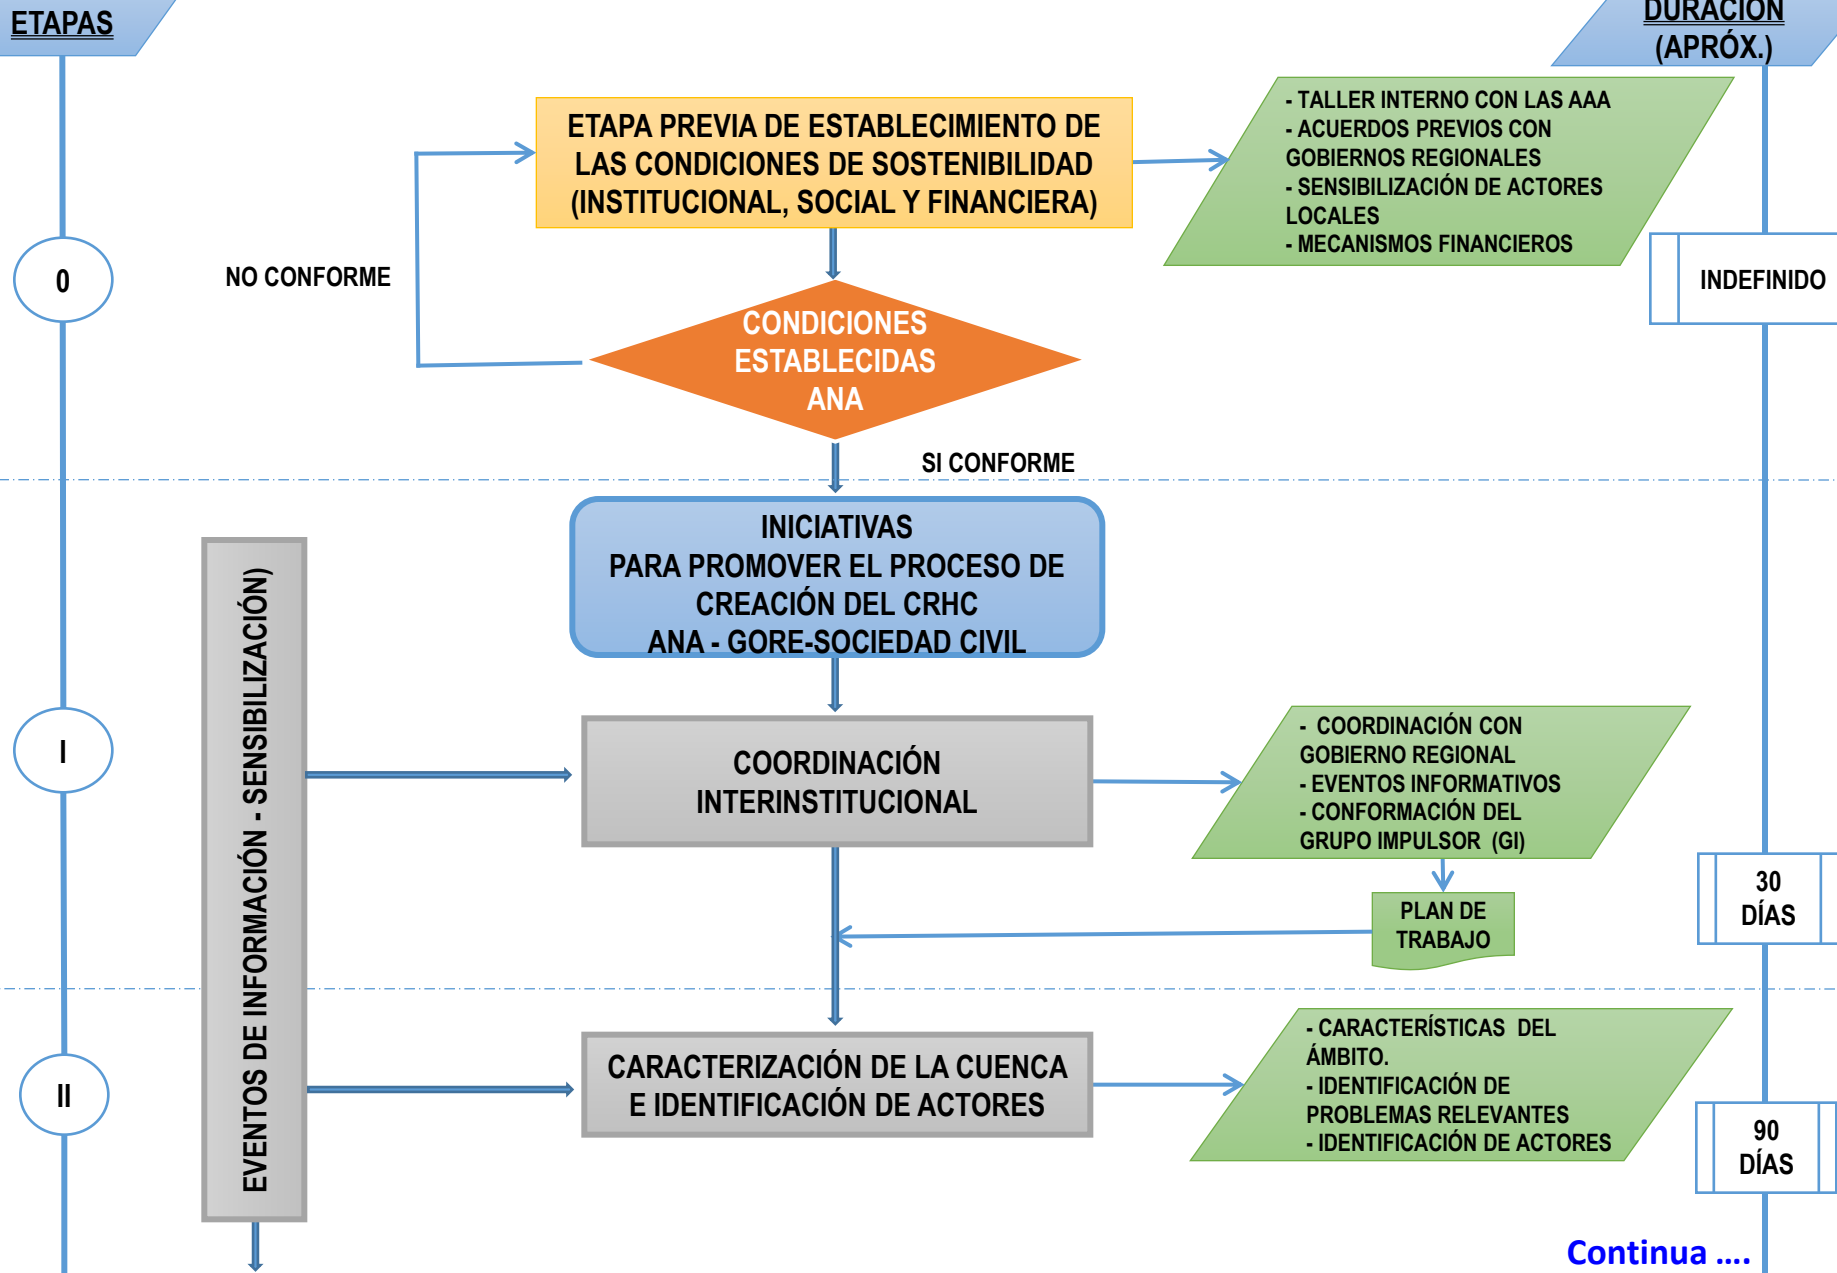 ETAPAS
DURACIÓN
(APRÓX.)
ETAPA PREVIA DE ESTABLECIMIENTO DE
LAS CONDICIONES DE SOSTENIBILIDAD
(INSTITUCIONAL, SOCIAL Y FINANCIERA)
- TALLER INTERNO CON LAS AAA
- ACUERDOS PREVIOS CON
GOBIERNOS REGIONALES
- SENSIBILIZACIÓN DE ACTORES
LOCALES
- MECANISMOS FINANCIEROS
0
NO CONFORME
INDEFINIDO
CONDICIONES
ESTABLECIDAS
ANA
SI CONFORME
INICIATIVAS
PARA PROMOVER EL PROCESO DE
CREACIÓN DEL CRHC
ANA - GORE-SOCIEDAD CIVIL
EVENTOS DE INFORMACIÓN - SENSIBILIZACIÓN)
I
COORDINACIÓN
INTERINSTITUCIONAL
- COORDINACIÓN CON
GOBIERNO REGIONAL
- EVENTOS INFORMATIVOS
- CONFORMACIÓN DEL
GRUPO IMPULSOR (GI)
30
DÍAS
PLAN DE
TRABAJO
II
CARACTERIZACIÓN DE LA CUENCA
E IDENTIFICACIÓN DE ACTORES
- CARACTERÍSTICAS DEL
ÁMBITO.
- IDENTIFICACIÓN DE
PROBLEMAS RELEVANTES
- IDENTIFICACIÓN DE ACTORES
90
DÍAS
Continua ....